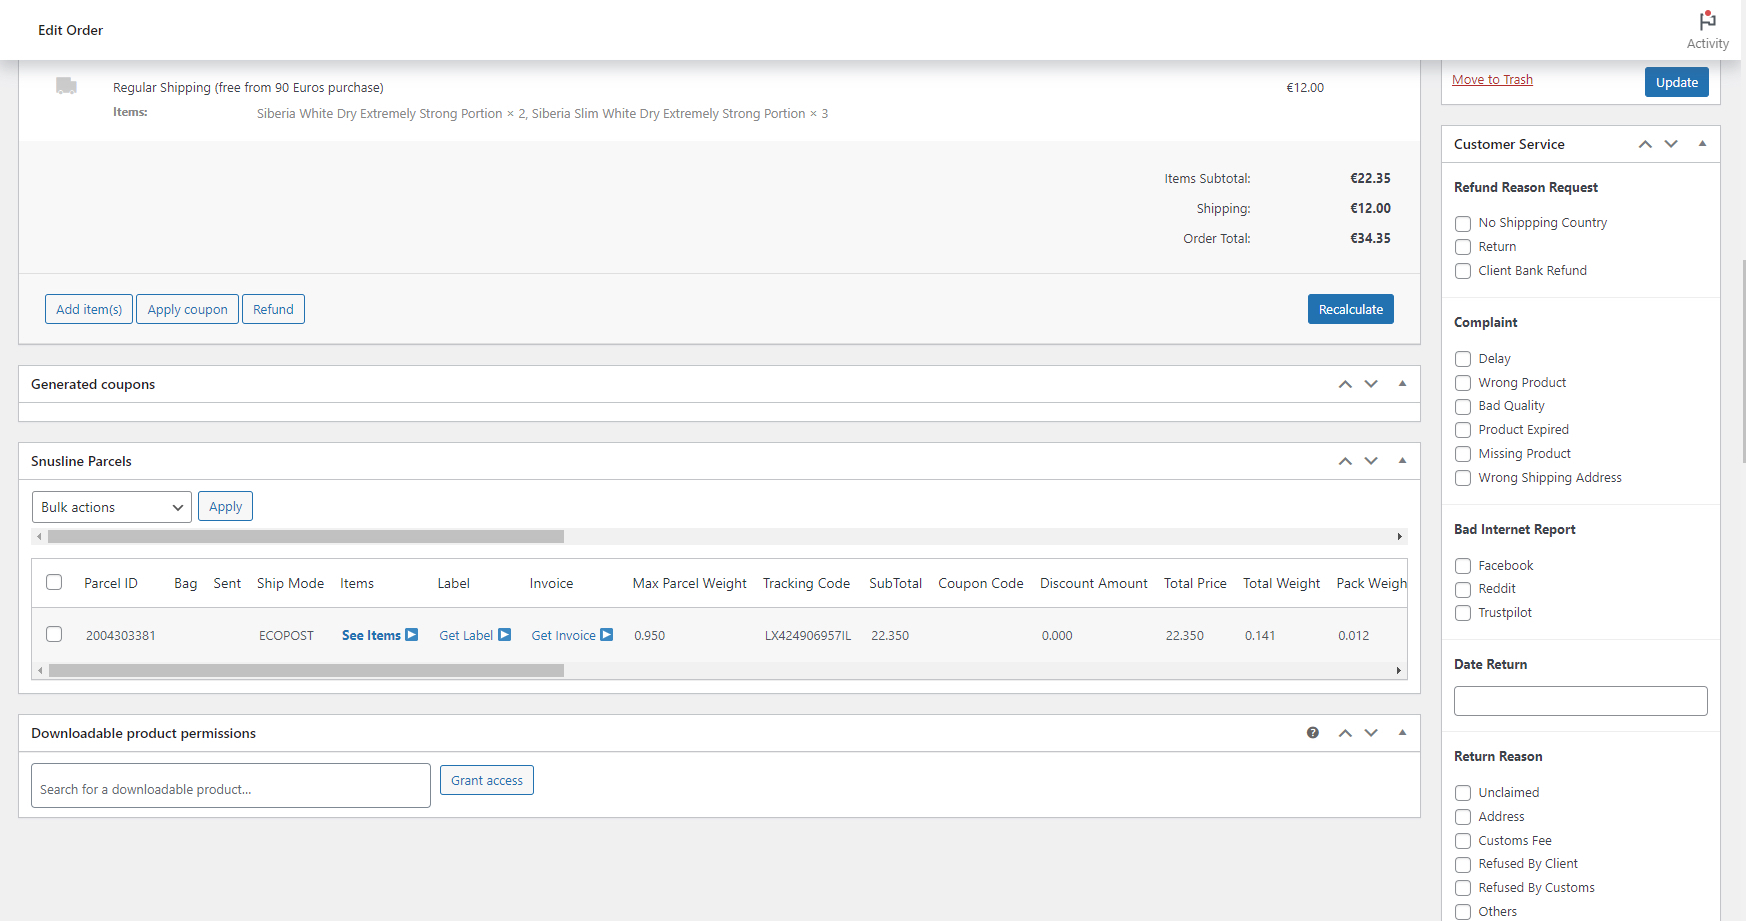 Edit Order
Activity
Regular Shipping (free from 90 Euros purchase) €12.00
Items: Siberia White Dry Extremely Strong Portion × 2, Siberia Slim White Dry Extremely Strong Portion × 3
Items Subtotal: €22.35
Shipping: €12.00
Order Total: €34.35
Add item(s) Apply coupon Refund Recalculate
Generated coupons
Snusline Parcels
Bulk actions Apply
Parcel ID Bag Sent Ship Mode Items Label Invoice Max Parcel Weight Tracking Code SubTotal Coupon Code Discount Amount Total Price Total Weight Pack Weigh
2004303381 ECOPOST See Items Get Label Get Invoice 0.950 LX424906957IL 22.350 0.000 22.350 0.141 0.012
Downloadable product permissions
Search for a downloadable product... Grant access
Move to Trash Update
Customer Service
Refund Reason Request
No Shippping Country
Return
Client Bank Refund
Complaint
Delay
Wrong Product
Bad Quality
Product Expired
Missing Product
Wrong Shipping Address
Bad Internet Report
Facebook
Reddit
Trustpilot
Date Return
Return Reason
Unclaimed
Address
Customs Fee
Refused By Client
Refused By Customs
Others